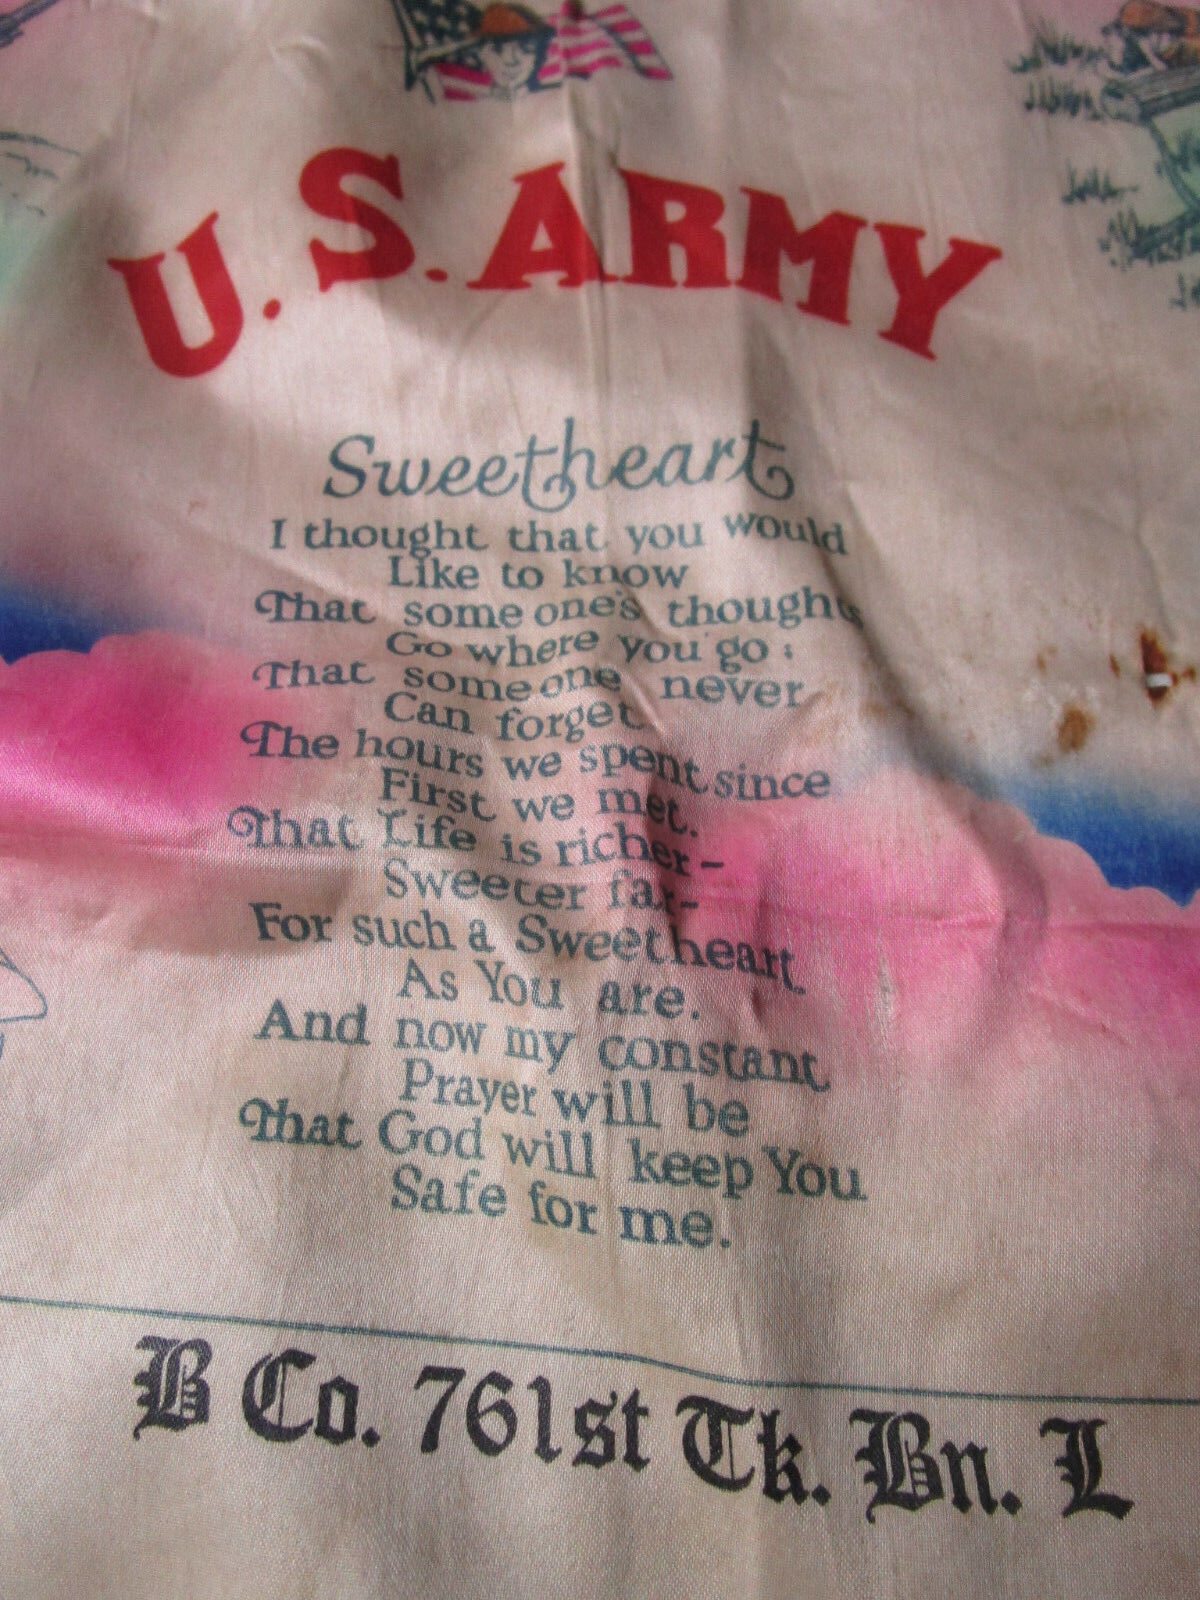 U.S.ARMY
Sweetheart
I thought that you would
Like to know
That some one's thoughts
Go where you go;
That some one never
Can forget
The hours we spent since
First we met.
That Life is richer-
Sweeter far-
For such a Sweetheart
As You are.
And now my constant
Prayer will be
That God will keep You
Safe for me.
B Co. 761st Tk. Bn. L